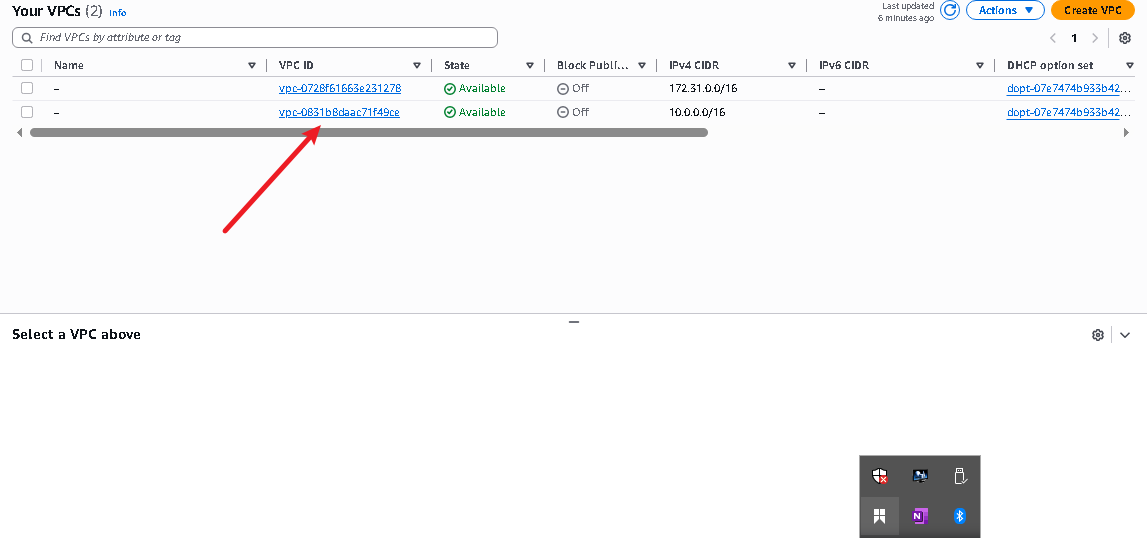 Your VPCs (2) Info
Last updated
6 minutes ago
Actions
Create VPC
Find VPCs by attribute or tag
1
Name VPC ID State Block Publi... IPv4 CIDR IPv6 CIDR DHCP option set
– vpc-0728f61663e231278 Available Off 172.31.0.0/16 – dopt-07e7474b933b42...
– vpc-0831b8daac71f49ce Available Off 10.0.0.0/16 – dopt-07e7474b933b42...
Select a VPC above
N